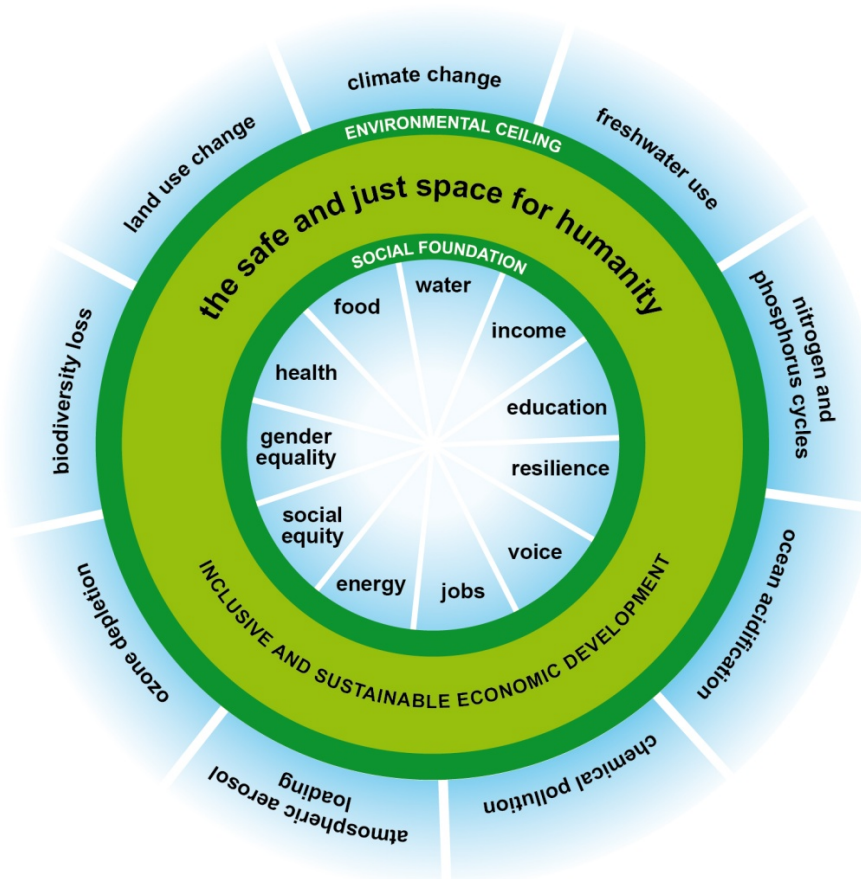 climate change
freshwater use
nitrogen and
phosphorus cycles
ocean acidification
chemical pollution
atmospheric aerosol
loading
ozone depletion
biodiversity loss
land use change
ENVIRONMENTAL CEILING
the safe and just space for humanity
SOCIAL FOUNDATION
water
income
education
resilience
voice
jobs
energy
social
equity
gender
equality
health
food
INCLUSIVE AND SUSTAINABLE ECONOMIC DEVELOPMENT